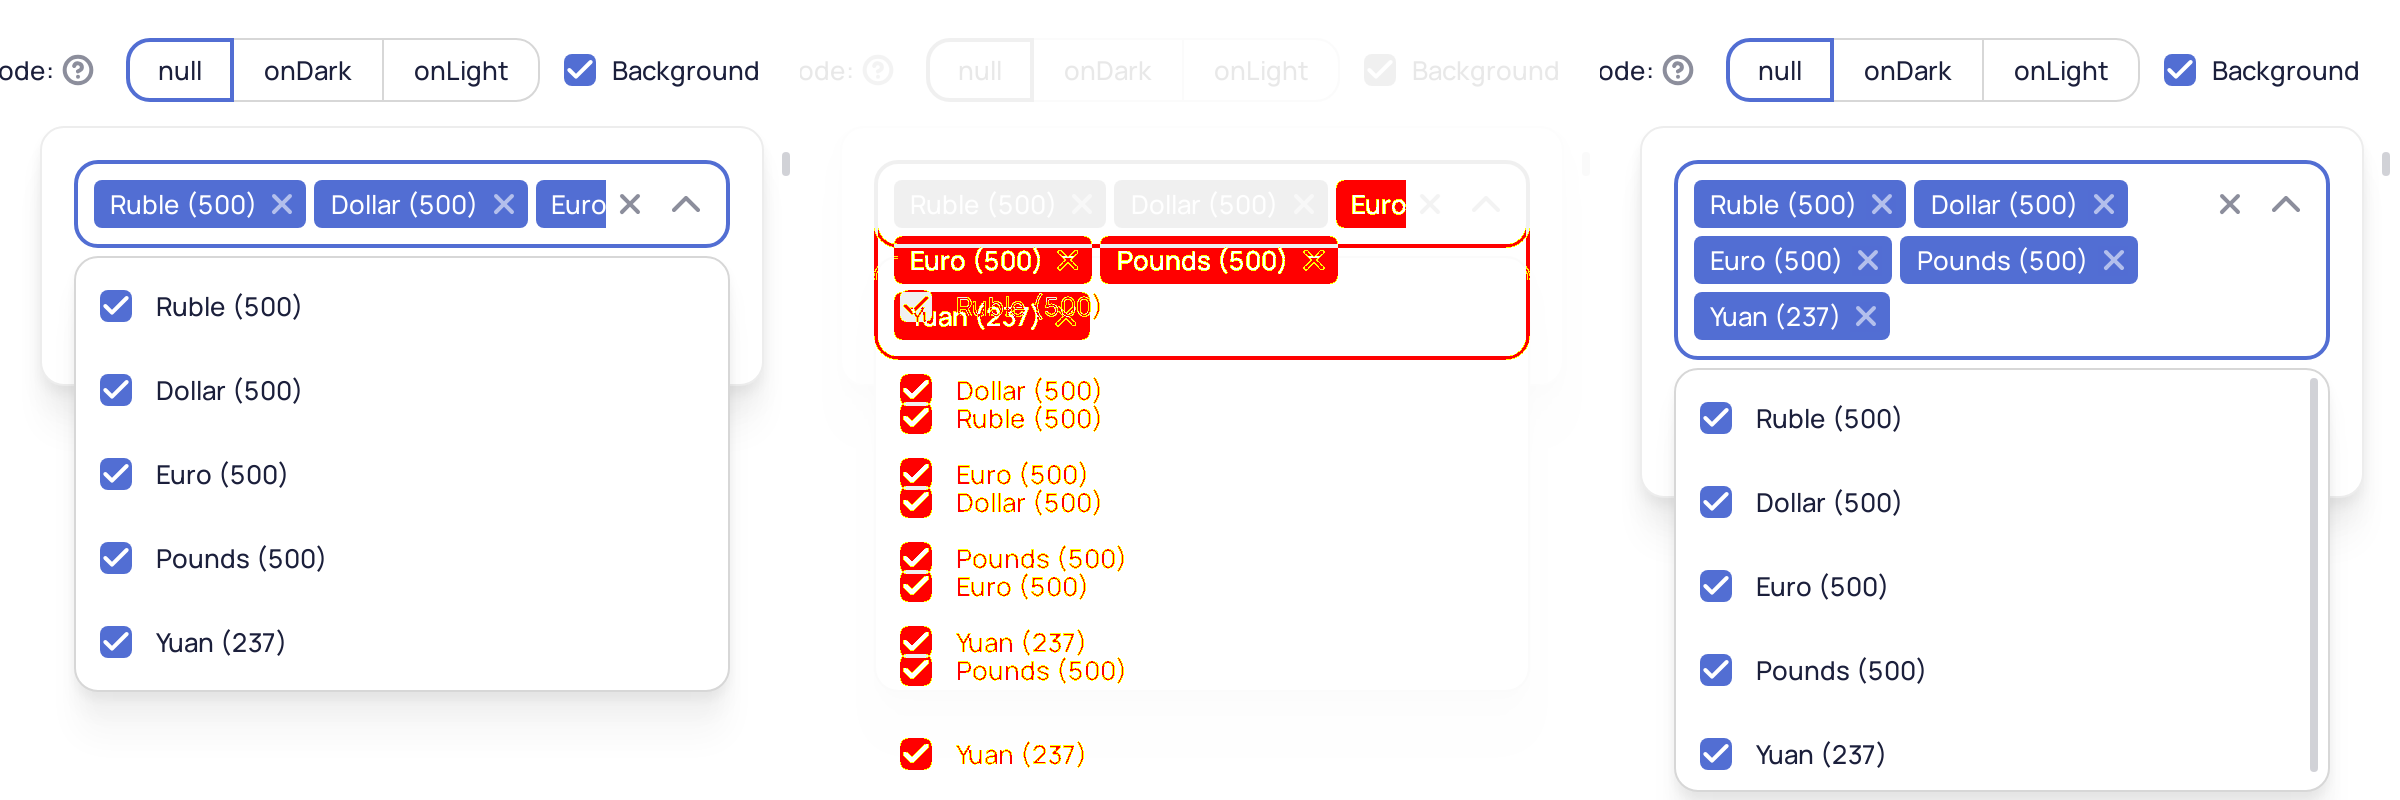 ode: null onDark onLight Background
Ruble (500) Dollar (500) Euro
Ruble (500)
Dollar (500)
Euro (500)
Pounds (500)
Yuan (237)
ode: null onDark onLight Background
Ruble (500) Dollar (500) Euro
Euro (500) Pounds (500)
Ruble (500)
Yuan (237)
Dollar (500)
Ruble (500)
Euro (500)
Dollar (500)
Pounds (500)
Euro (500)
Yuan (237)
Pounds (500)
Yuan (237)
ode: null onDark onLight Background
Ruble (500) Dollar (500)
Euro (500) Pounds (500)
Yuan (237)
Ruble (500)
Dollar (500)
Euro (500)
Pounds (500)
Yuan (237)